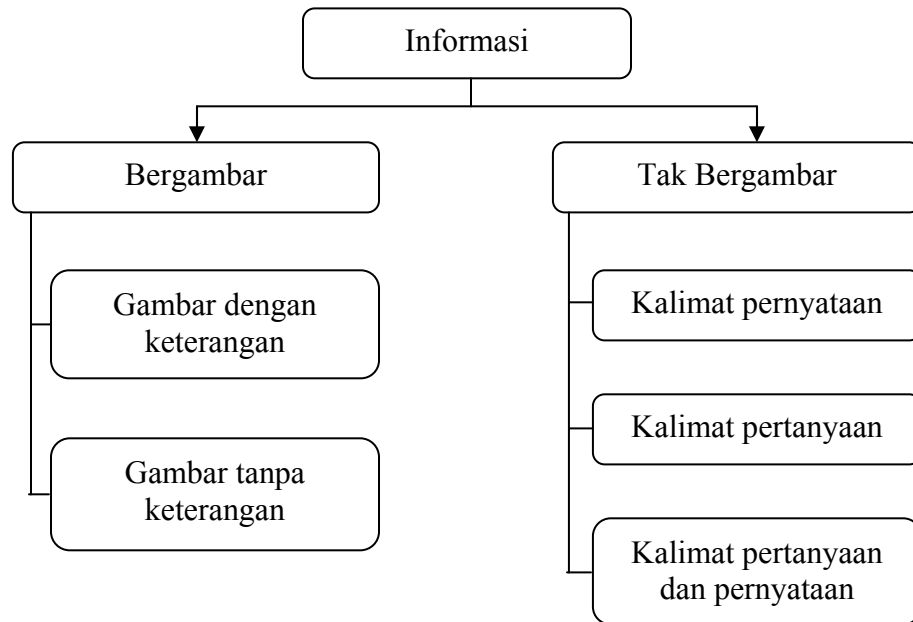 Informasi
Bergambar
Gambar dengan
keterangan
Gambar tanpa
keterangan
Tak Bergambar
Kalimat pernyataan
Kalimat pertanyaan
Kalimat pertanyaan
dan pernyataan